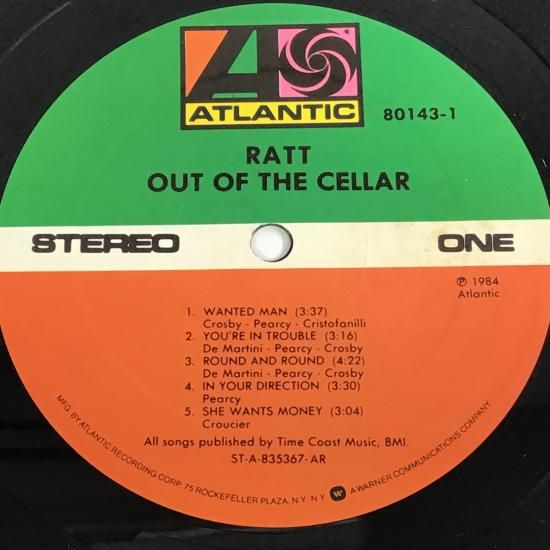 ATLANTIC
80143-1
RATT
OUT OF THE CELLAR
STEREO ONE
℗ 1984
Atlantic
1. WANTED MAN (3:37)
Crosby - Pearcy - Cristofanilli
2. YOU'RE IN TROUBLE (3:16)
De Martini - Pearcy - Crosby
3. ROUND AND ROUND (4:22)
De Martini - Pearcy - Crosby
4. IN YOUR DIRECTION (3:30)
Pearcy
5. SHE WANTS MONEY (3:04)
Croucier
All songs published by Time Coast Music, BMI.
ST-A-835367-AR
MFG. BY ATLANTIC RECORDING CORP. 75 ROCKEFELLER PLAZA, N.Y. N.Y. A WARNER COMMUNICATIONS COMPANY